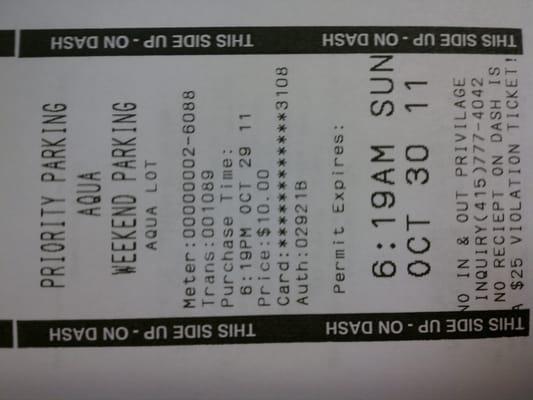 THIS SIDE UP - ON DASH
THIS SIDE UP - ON DASH
PRIORITY PARKING
AQUA
WEEKEND PARKING
AQUA LOT
Meter:00000002-6088
Trans:001089
Purchase Time:
6:19PM OCT 29 11
Price:$10.00
Card:************3108
Auth:02921B
Permit Expires:
6:19AM SUN
OCT 30 11
NO IN & OUT PRIVILAGE
INQUIRY(415)777-4042
NO RECIEPT ON DASH IS
A $25 VIOLATION TICKET!
THIS SIDE UP - ON DASH
THIS SIDE UP - ON DASH